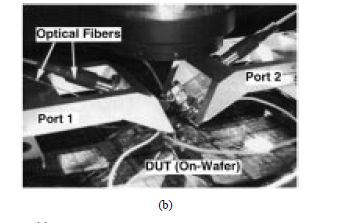 Optical Fibers
Port 2
Port 1
DUT (On-Wafer)
(b)